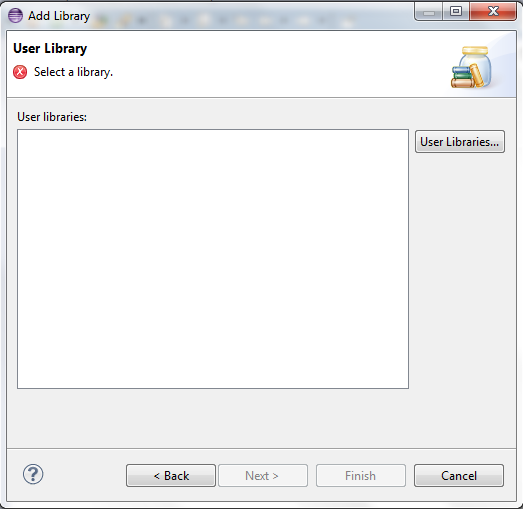 Add Library
User Library
Select a library.
User libraries:
User Libraries...
< Back
Next >
Finish
Cancel